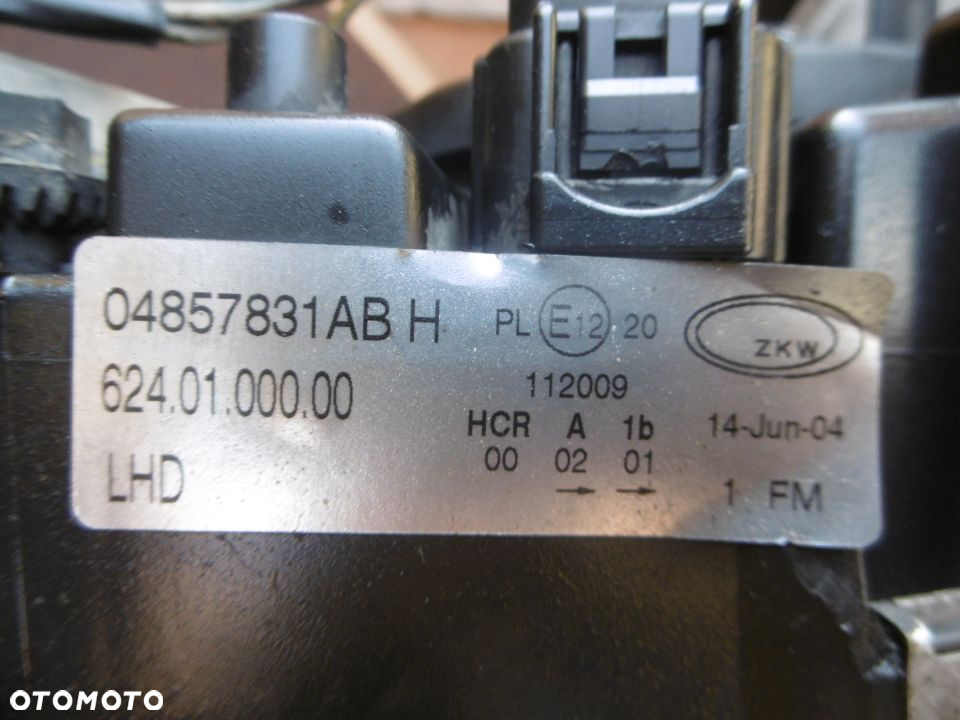 04857831AB H
PL E12 20
ZKW
624.01.000.00
112009
HCR A 1b
00 02 01
→ →
14-Jun-04
LHD
1 FM
OTOMOTO